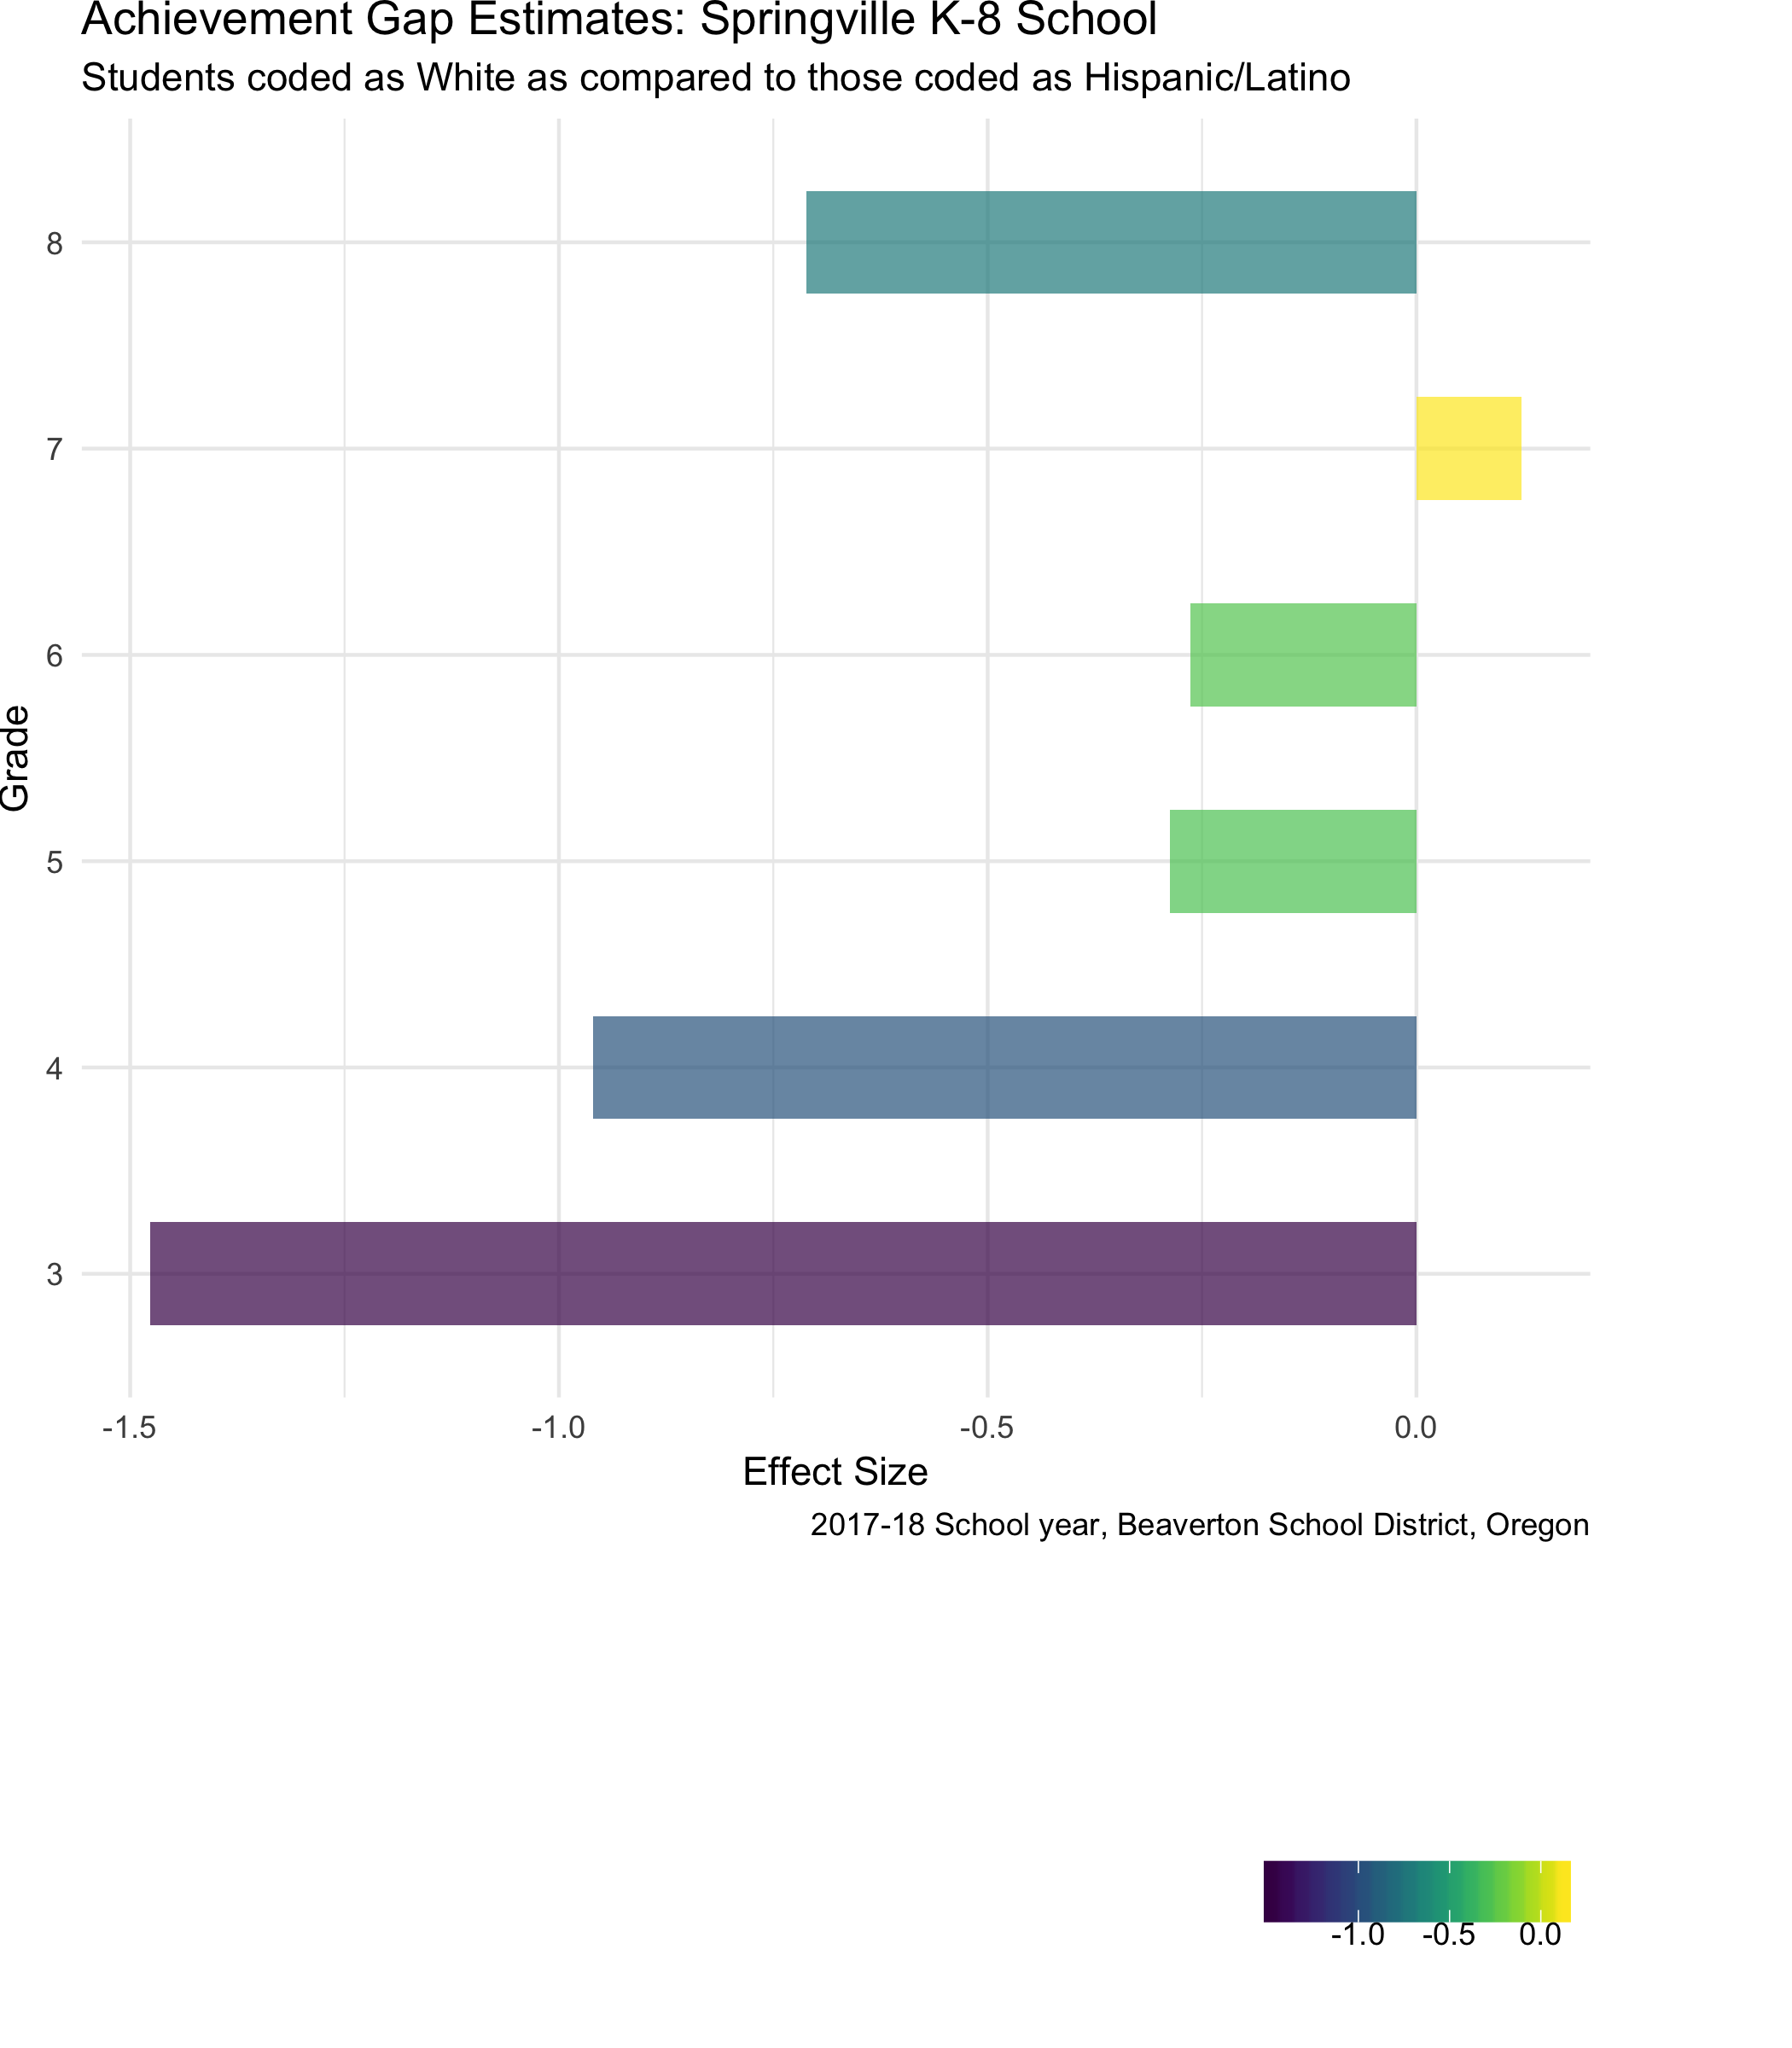 Achievement Gap Estimates: Springville K-8 School
Students coded as White as compared to those coded as Hispanic/Latino
8
7
6
5
4
3
Grade
-1.5 -1.0 -0.5 0.0
Effect Size
2017-18 School year, Beaverton School District, Oregon
-1.0 -0.5 0.0